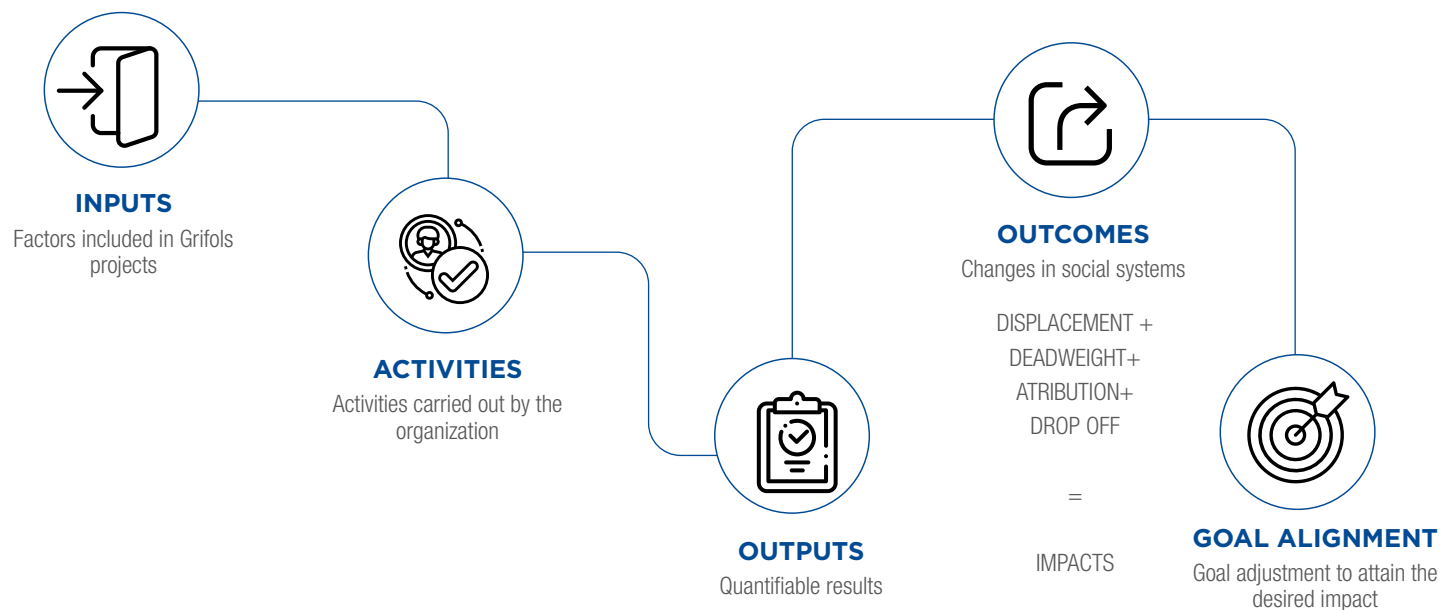 INPUTS
Factors included in Grifols
projects
ACTIVITIES
Activities carried out by the
organization
OUTPUTS
Quantifiable results
OUTCOMES
Changes in social systems
DISPLACEMENT +
DEADWEIGHT+
ATRIBUTION+
DROP OFF
=
IMPACTS
GOAL ALIGNMENT
Goal adjustment to attain the
desired impact